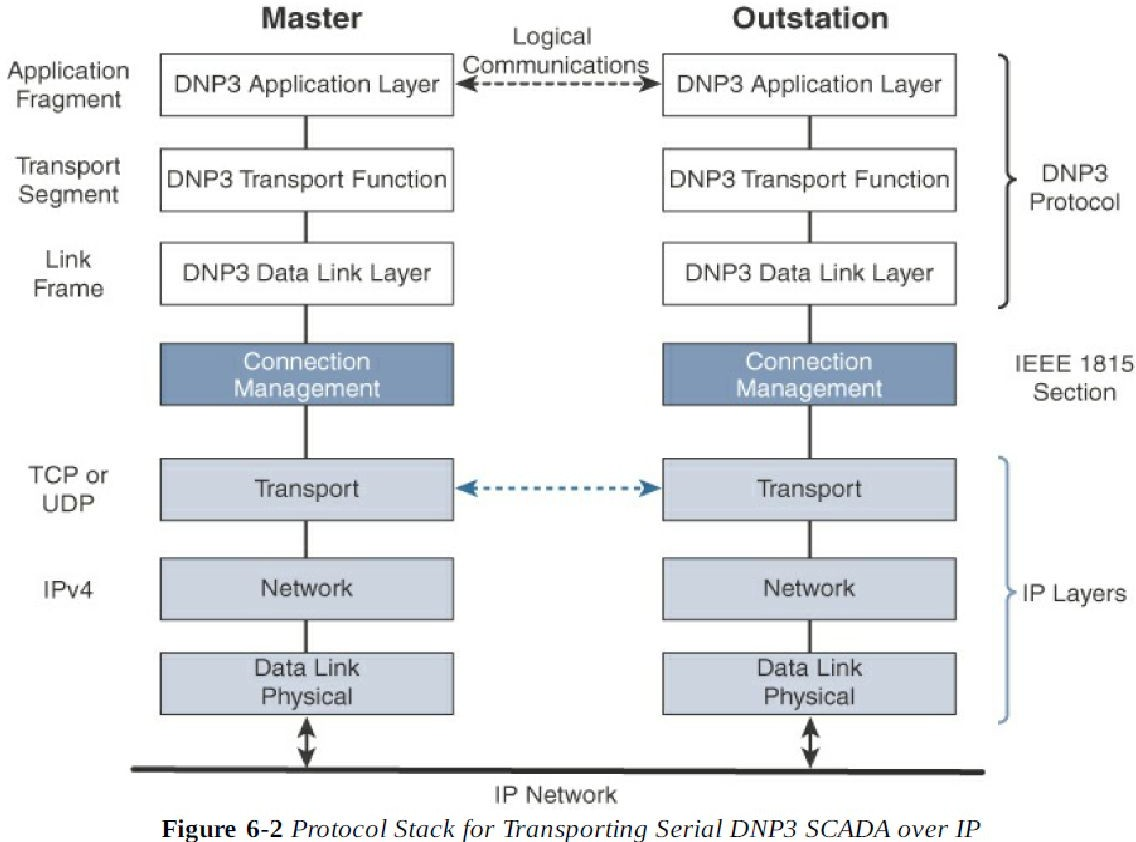 Master
Outstation
Logical
Communications
Application
Fragment
DNP3 Application Layer
DNP3 Application Layer
Transport
Segment
DNP3 Transport Function
DNP3 Transport Function
DNP3
Protocol
Link
Frame
DNP3 Data Link Layer
DNP3 Data Link Layer
Connection
Management
Connection
Management
IEEE 1815
Section
TCP or
UDP
Transport
Transport
IPv4
Network
Network
IP Layers
Data Link
Physical
Data Link
Physical
IP Network
Figure 6-2 Protocol Stack for Transporting Serial DNP3 SCADA over IP